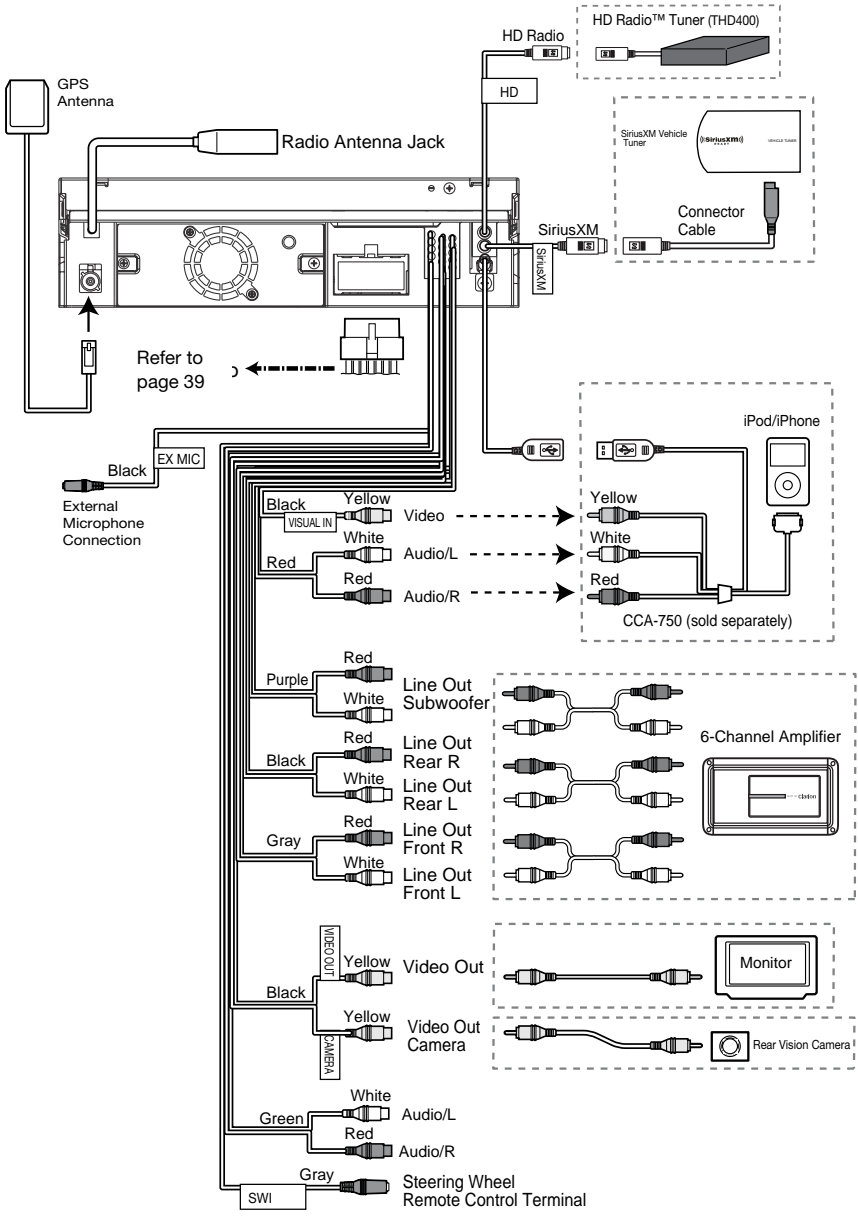 HD Radio™ Tuner (THD400)
HD Radio
HD
GPS
Antenna
Radio Antenna Jack
SiriusXM Vehicle
Tuner
((SiriusXM))
READY
VEHICLE TUNER
Connector
Cable
SiriusXM
SiriusXM
Refer to
page 39
iPod/iPhone
EX MIC
Black
External
Microphone
Connection
Black
VISUAL IN
Yellow
Video
Yellow
White
Audio/L
White
Red
Red
Audio/R
Red
CCA-750 (sold separately)
Purple
Red
White
Line Out
Subwoofer
6-Channel Amplifier
clarion
Black
Red
Line Out
Rear R
White
Line Out
Rear L
Gray
Red
Line Out
Front R
White
Line Out
Front L
VIDEO OUT
Yellow
Video Out
Monitor
Black
Yellow
CAMERA
Video Out
Camera
Rear Vision Camera
White
Audio/L
Green
Red
Audio/R
Gray
SWI
Steering Wheel
Remote Control Terminal